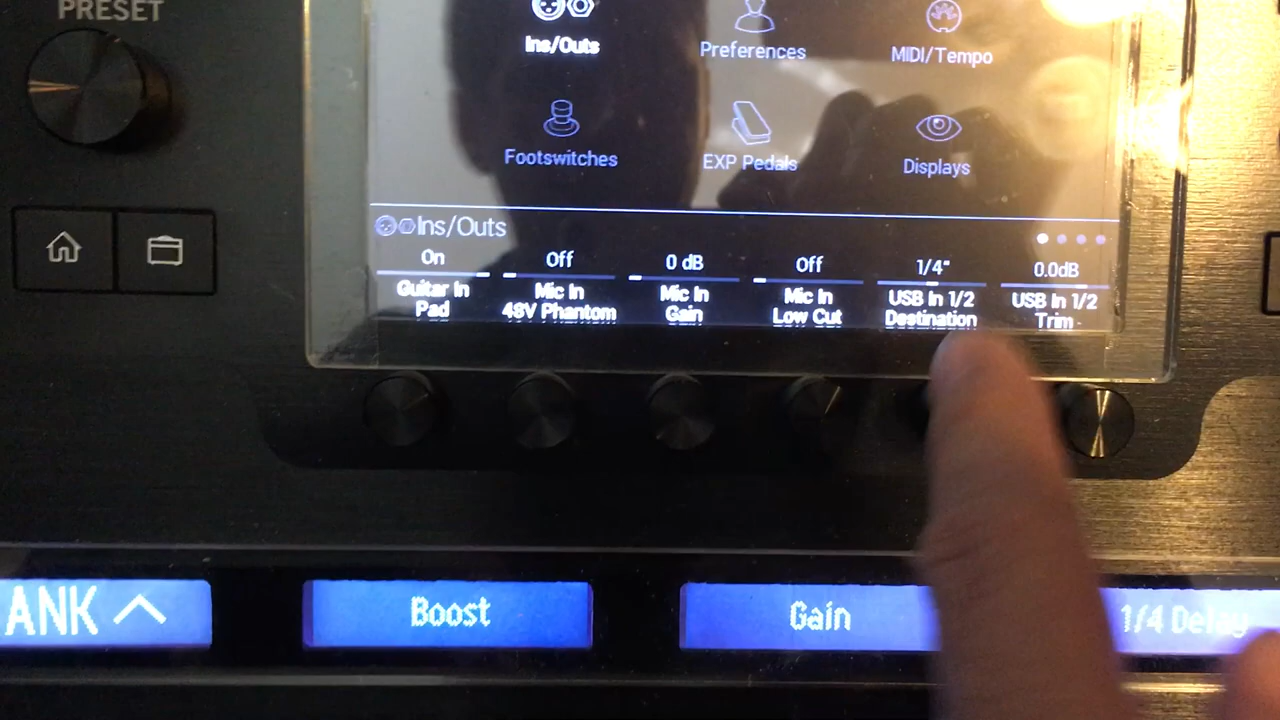 PRESET
Ins/Outs
Preferences
MIDI/Tempo
Footswitches
EXP Pedals
Displays
Ins/Outs
On
Off
0 dB
Off
1/4"
0.0dB
Guitar In
Pad
Mic In
48V Phantom
Mic In
Gain
Mic In
Low Cut
USB In 1/2
Destination
USB In 1/2
Trim
ANK
Boost
Gain
1/4 Delay